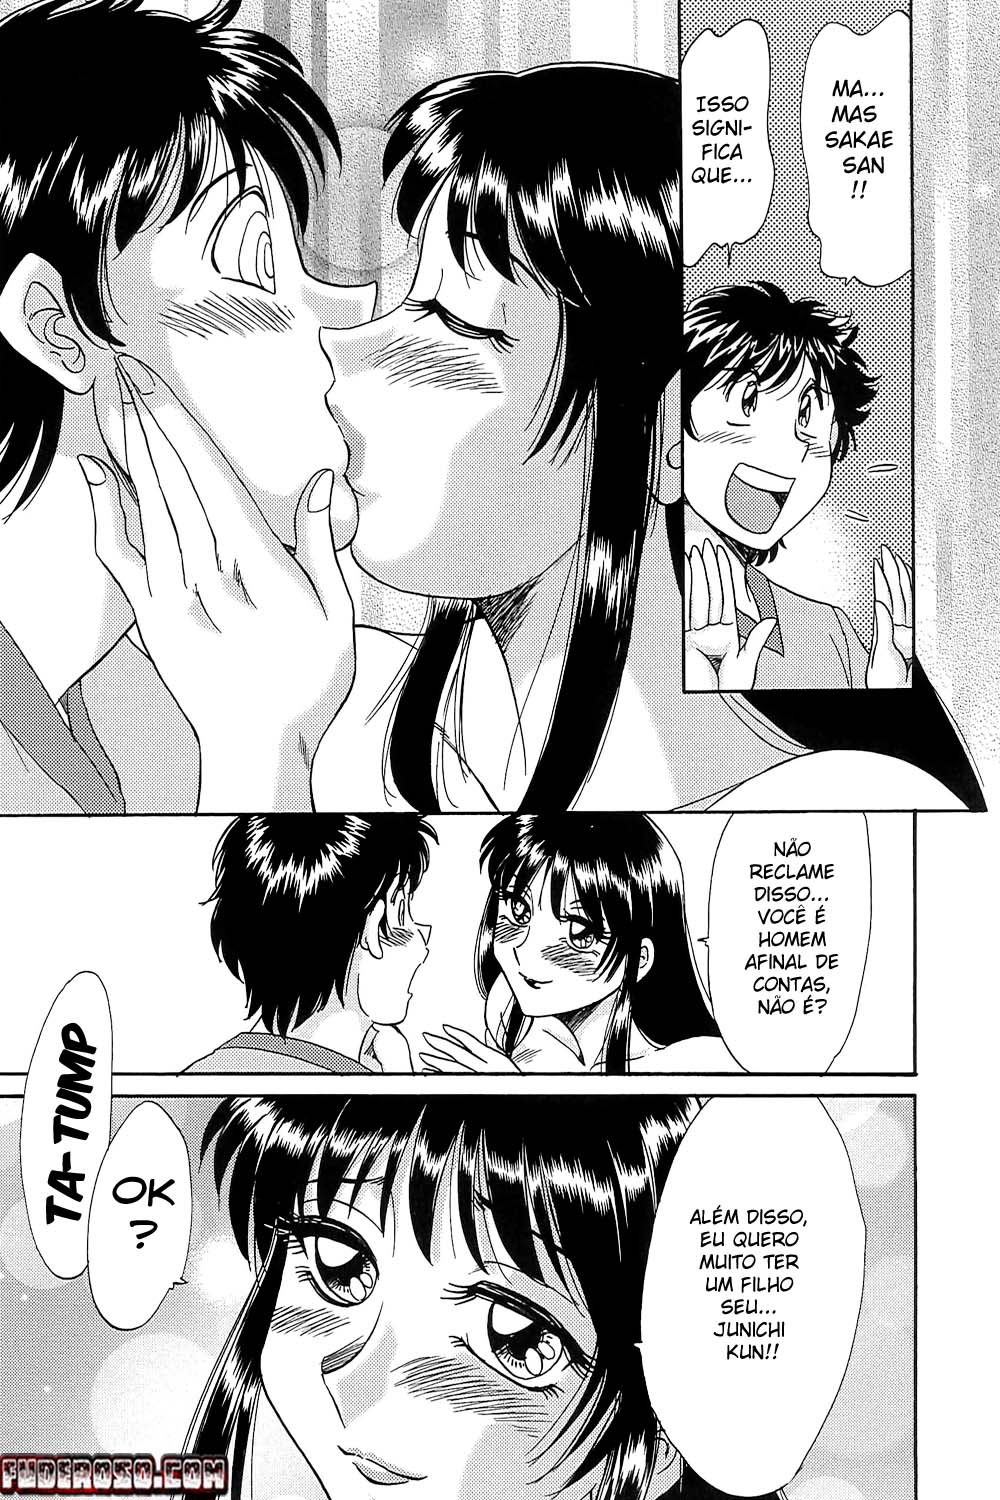 MA...
MAS
SAKAE
SAN
!!
ISSO
SIGNI-
FICA
QUE...
NÃO
RECLAME
DISSO...
VOCÊ É
HOMEM
AFINAL DE
CONTAS,
NÃO É?
ALÉM DISSO,
EU QUERO
MUITO TER
UM FILHO
SEU...
JUNICHI
KUN!!
OK
?
TA-TUMP
FUDEROSO.COM